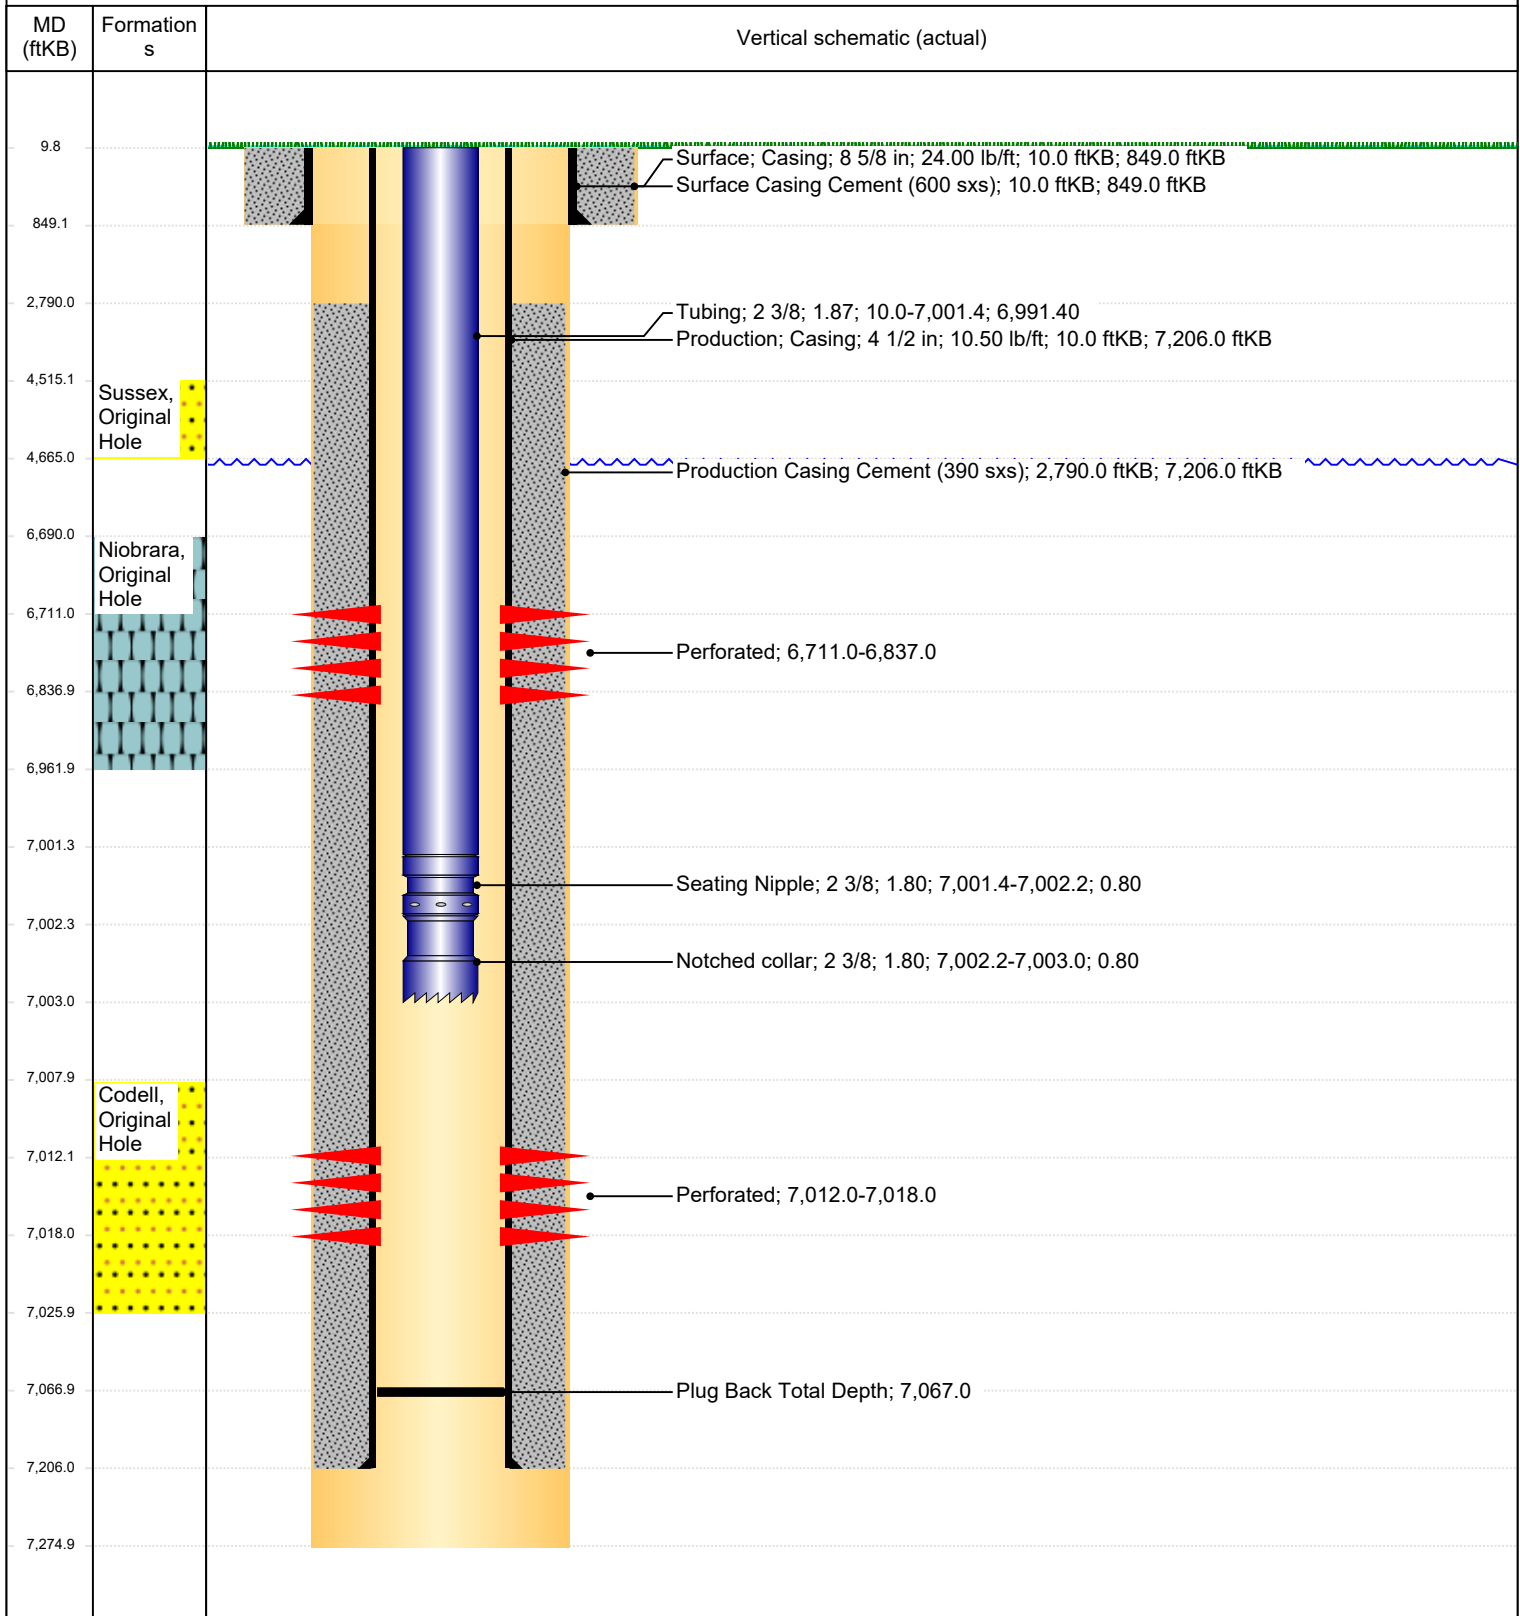 MD
(ftKB)
Formation
s
Vertical schematic (actual)
9.8
Surface; Casing; 8 5/8 in; 24.00 lb/ft; 10.0 ftKB; 849.0 ftKB
Surface Casing Cement (600 sxs); 10.0 ftKB; 849.0 ftKB
849.1
2,790.0
Tubing; 2 3/8; 1.87; 10.0-7,001.4; 6,991.40
Production; Casing; 4 1/2 in; 10.50 lb/ft; 10.0 ftKB; 7,206.0 ftKB
4,515.1
Sussex,
Original
Hole
4,665.0
Production Casing Cement (390 sxs); 2,790.0 ftKB; 7,206.0 ftKB
6,690.0
Niobrara,
Original
Hole
6,711.0
Perforated; 6,711.0-6,837.0
6,836.9
6,961.9
7,001.3
Seating Nipple; 2 3/8; 1.80; 7,001.4-7,002.2; 0.80
7,002.3
Notched collar; 2 3/8; 1.80; 7,002.2-7,003.0; 0.80
7,003.0
7,007.9
Codell,
Original
Hole
7,012.1
Perforated; 7,012.0-7,018.0
7,018.0
7,025.9
7,066.9
Plug Back Total Depth; 7,067.0
7,206.0
7,274.9